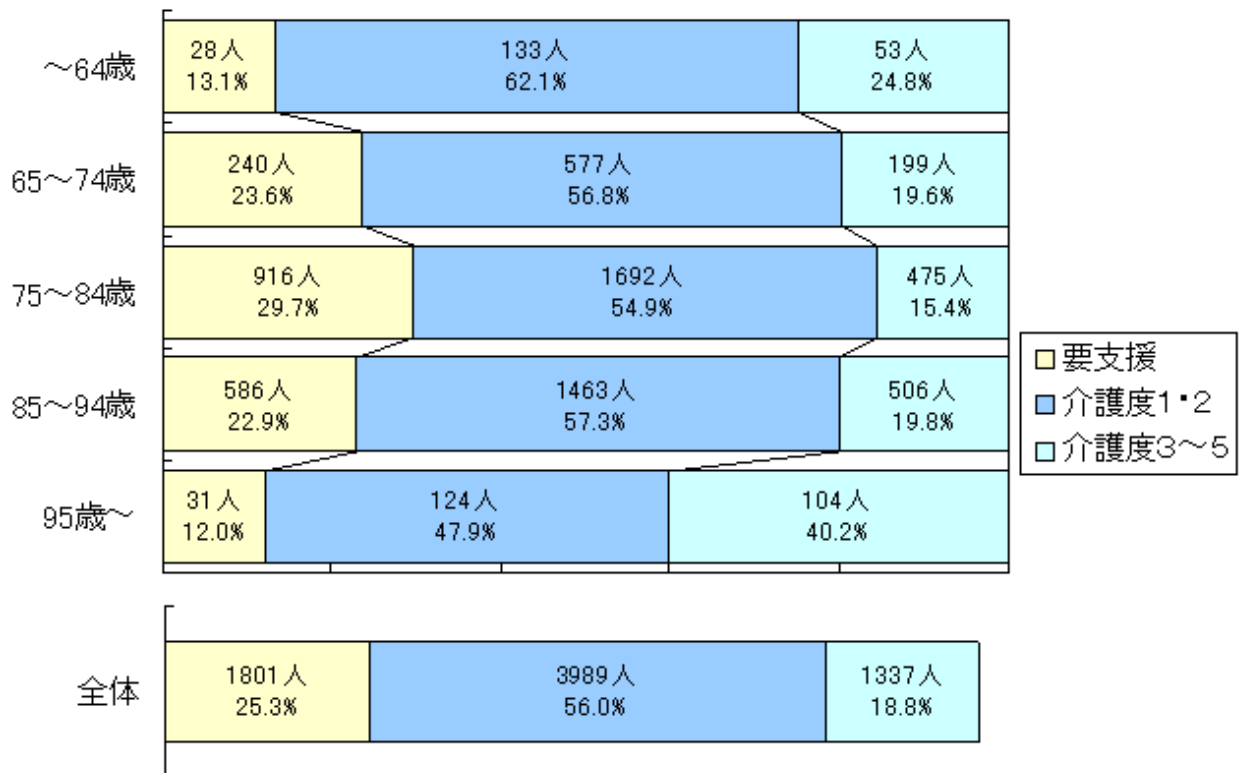 ～64歳
28人
13.1%
133人
62.1%
53人
24.8%
65～74歳
240人
23.6%
577人
56.8%
199人
19.6%
75～84歳
916人
29.7%
1692人
54.9%
475人
15.4%
85～94歳
586人
22.9%
1463人
57.3%
506人
19.8%
95歳～
31人
12.0%
124人
47.9%
104人
40.2%
要支援
介護度1・2
介護度3～5
全体
1801人
25.3%
3989人
56.0%
1337人
18.8%